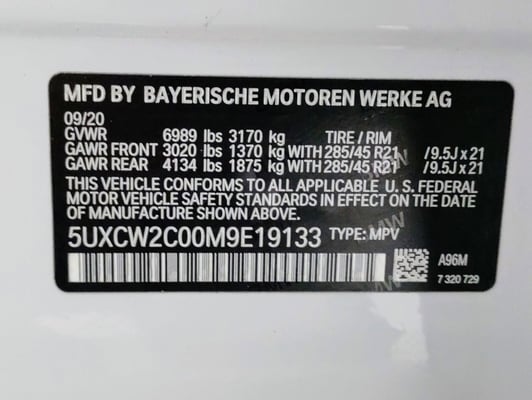 MFD BY BAYERISCHE MOTOREN WERKE AG
09/20
GVWR 6989 lbs 3170 kg TIRE / RIM
GAWR FRONT 3020 lbs 1370 kg WITH 285/45 R21 / 9.5J x 21
GAWR REAR 4134 lbs 1875 kg WITH 285/45 R21 / 9.5J x 21
THIS VEHICLE CONFORMS TO ALL APPLICABLE U. S. FEDERAL
MOTOR VEHICLE SAFETY STANDARDS IN EFFECT ON THE DATE
OF MANUFACTURE SHOWN ABOVE.
5UXCW2C00M9E19133 TYPE: MPV
A96M
7 320 729